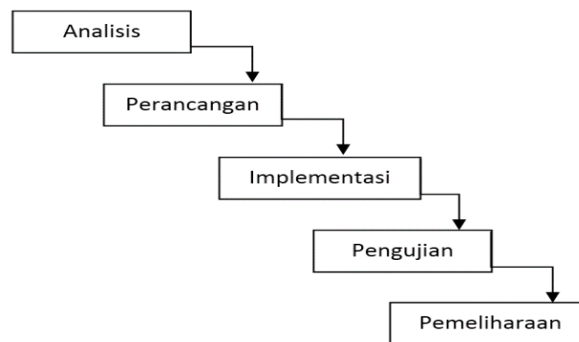 Analisis
Perancangan
Implementasi
Pengujian
Pemeliharaan